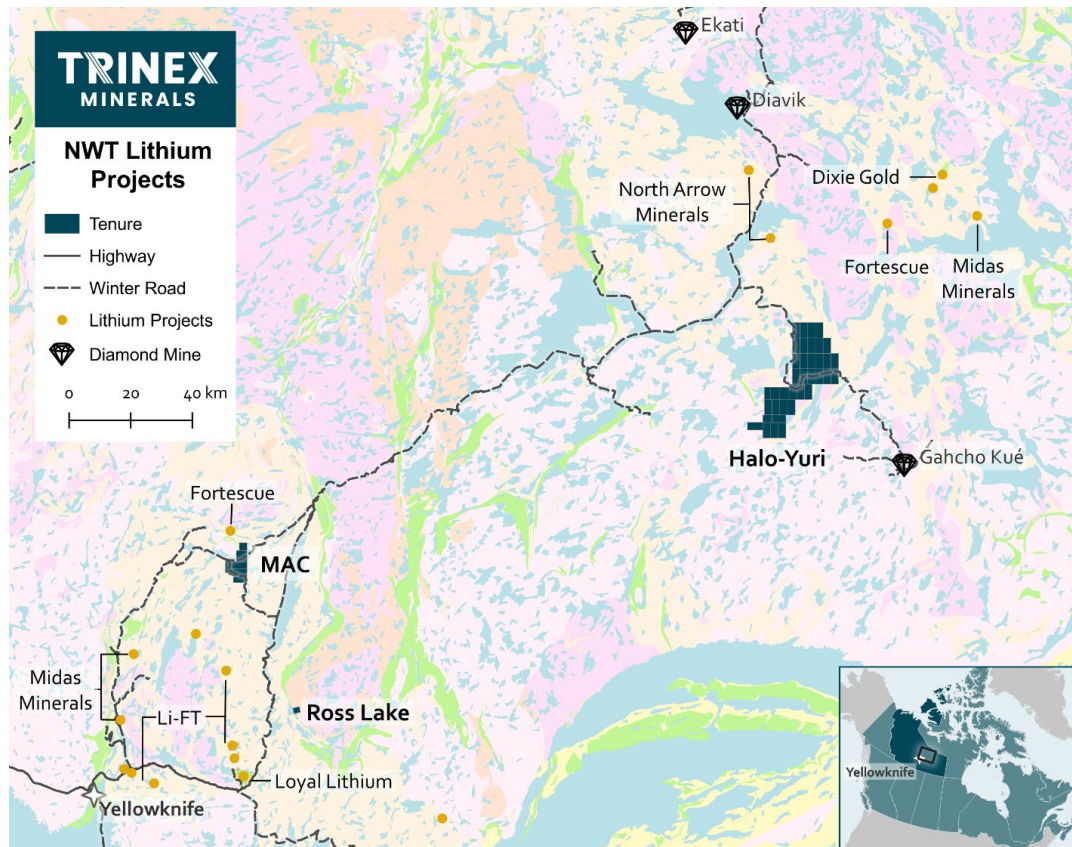 TRINEX
MINERALS
NWT Lithium
Projects
Tenure
Highway
Winter Road
Lithium Projects
Diamond Mine
0 20 40 km
Ekati
Diavik
North Arrow
Minerals
Dixie Gold
Fortescue
Midas
Minerals
Halo-Yuri
Gahcho Kué
Fortescue
MAC
Midas
Minerals
Li-FT
Ross Lake
Loyal Lithium
Yellowknife
Yellowknife